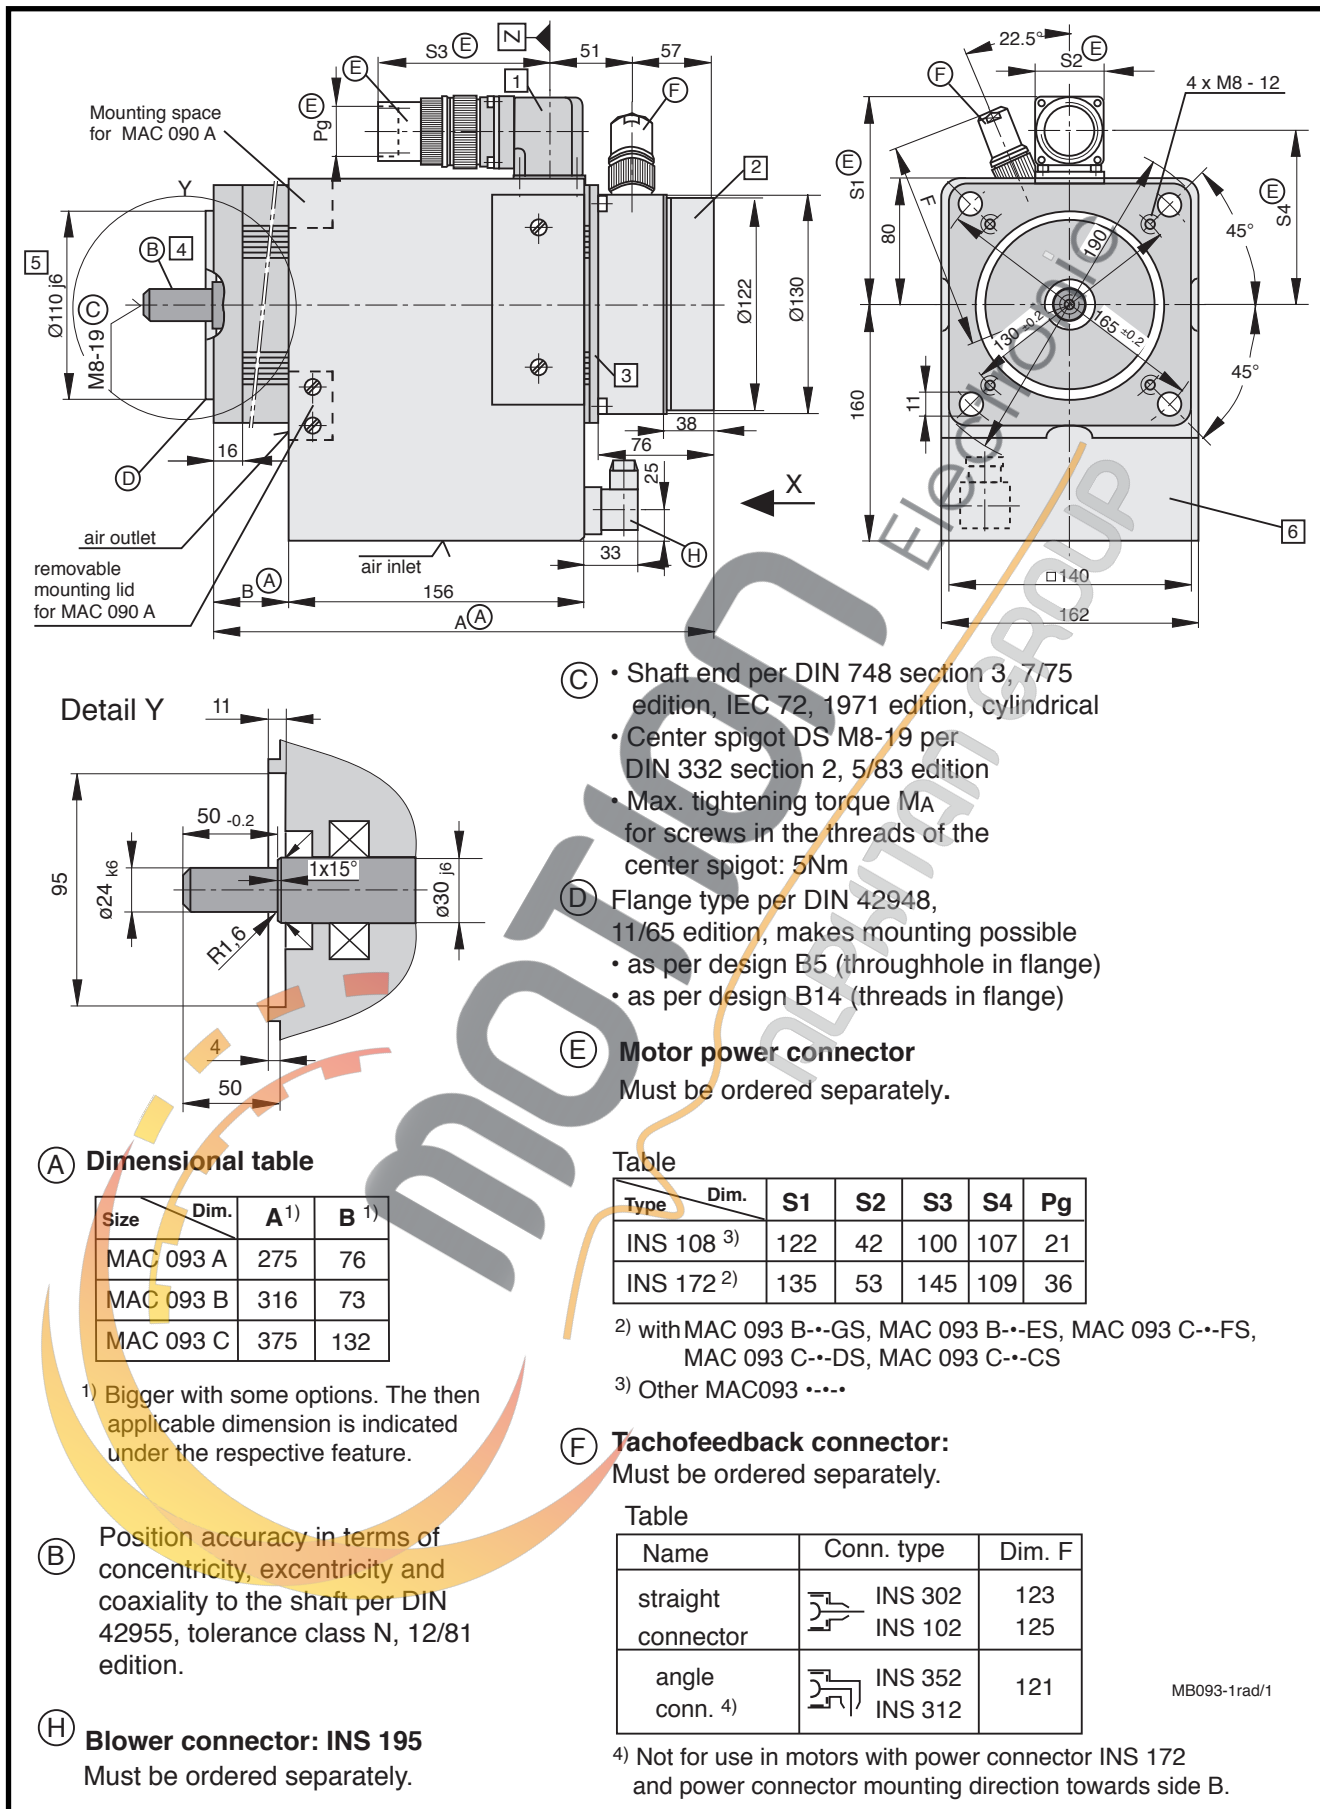 S3 E
Z
51
57
E
1
F
E
Pg
Mounting space
for MAC 090 A
2
Y
5
B 4
Ø110 j6
C
M8-19
Ø122
Ø130
3
38
76
16
D
25
X
air outlet
removable
mounting lid
for MAC 090 A
air inlet
33
H
B A
156
A A
22.5°
S2 E
F
4 x M8 - 12
E
S1
F
80
190
45°
E
S4
130 ±0.2
165 ±0.2
45°
160
11
6
□140
162
Detail Y
11
50 -0.2
95
ø24 k6
1x15°
ø30 j6
R1,6
4
50
C • Shaft end per DIN 748 section 3, 7/75
edition, IEC 72, 1971 edition, cylindrical
• Center spigot DS M8-19 per
DIN 332 section 2, 5/83 edition
• Max. tightening torque MA
for screws in the threads of the
center spigot: 5Nm
D Flange type per DIN 42948,
11/65 edition, makes mounting possible
• as per design B5 (throughhole in flange)
• as per design B14 (threads in flange)
E Motor power connector
Must be ordered separately.
A Dimensional table
Size Dim. A1) B 1)
MAC 093 A 275 76
MAC 093 B 316 73
MAC 093 C 375 132
1) Bigger with some options. The then
applicable dimension is indicated
under the respective feature.
B Position accuracy in terms of
concentricity, excentricity and
coaxiality to the shaft per DIN
42955, tolerance class N, 12/81
edition.
H Blower connector: INS 195
Must be ordered separately.
Table
Type Dim. S1 S2 S3 S4 Pg
INS 108 3) 122 42 100 107 21
INS 172 2) 135 53 145 109 36
2) with MAC 093 B-•-GS, MAC 093 B-•-ES, MAC 093 C-•-FS,
MAC 093 C-•-DS, MAC 093 C-•-CS
3) Other MAC093 •-•-•
F Tachofeedback connector:
Must be ordered separately.
Table
Name Conn. type Dim. F
straight INS 302 123
connector INS 102 125
angle INS 352 121
conn. 4) INS 312
MB093-1rad/1
4) Not for use in motors with power connector INS 172
and power connector mounting direction towards side B.
MOTION
Electronic
ALPHITAN GROUP